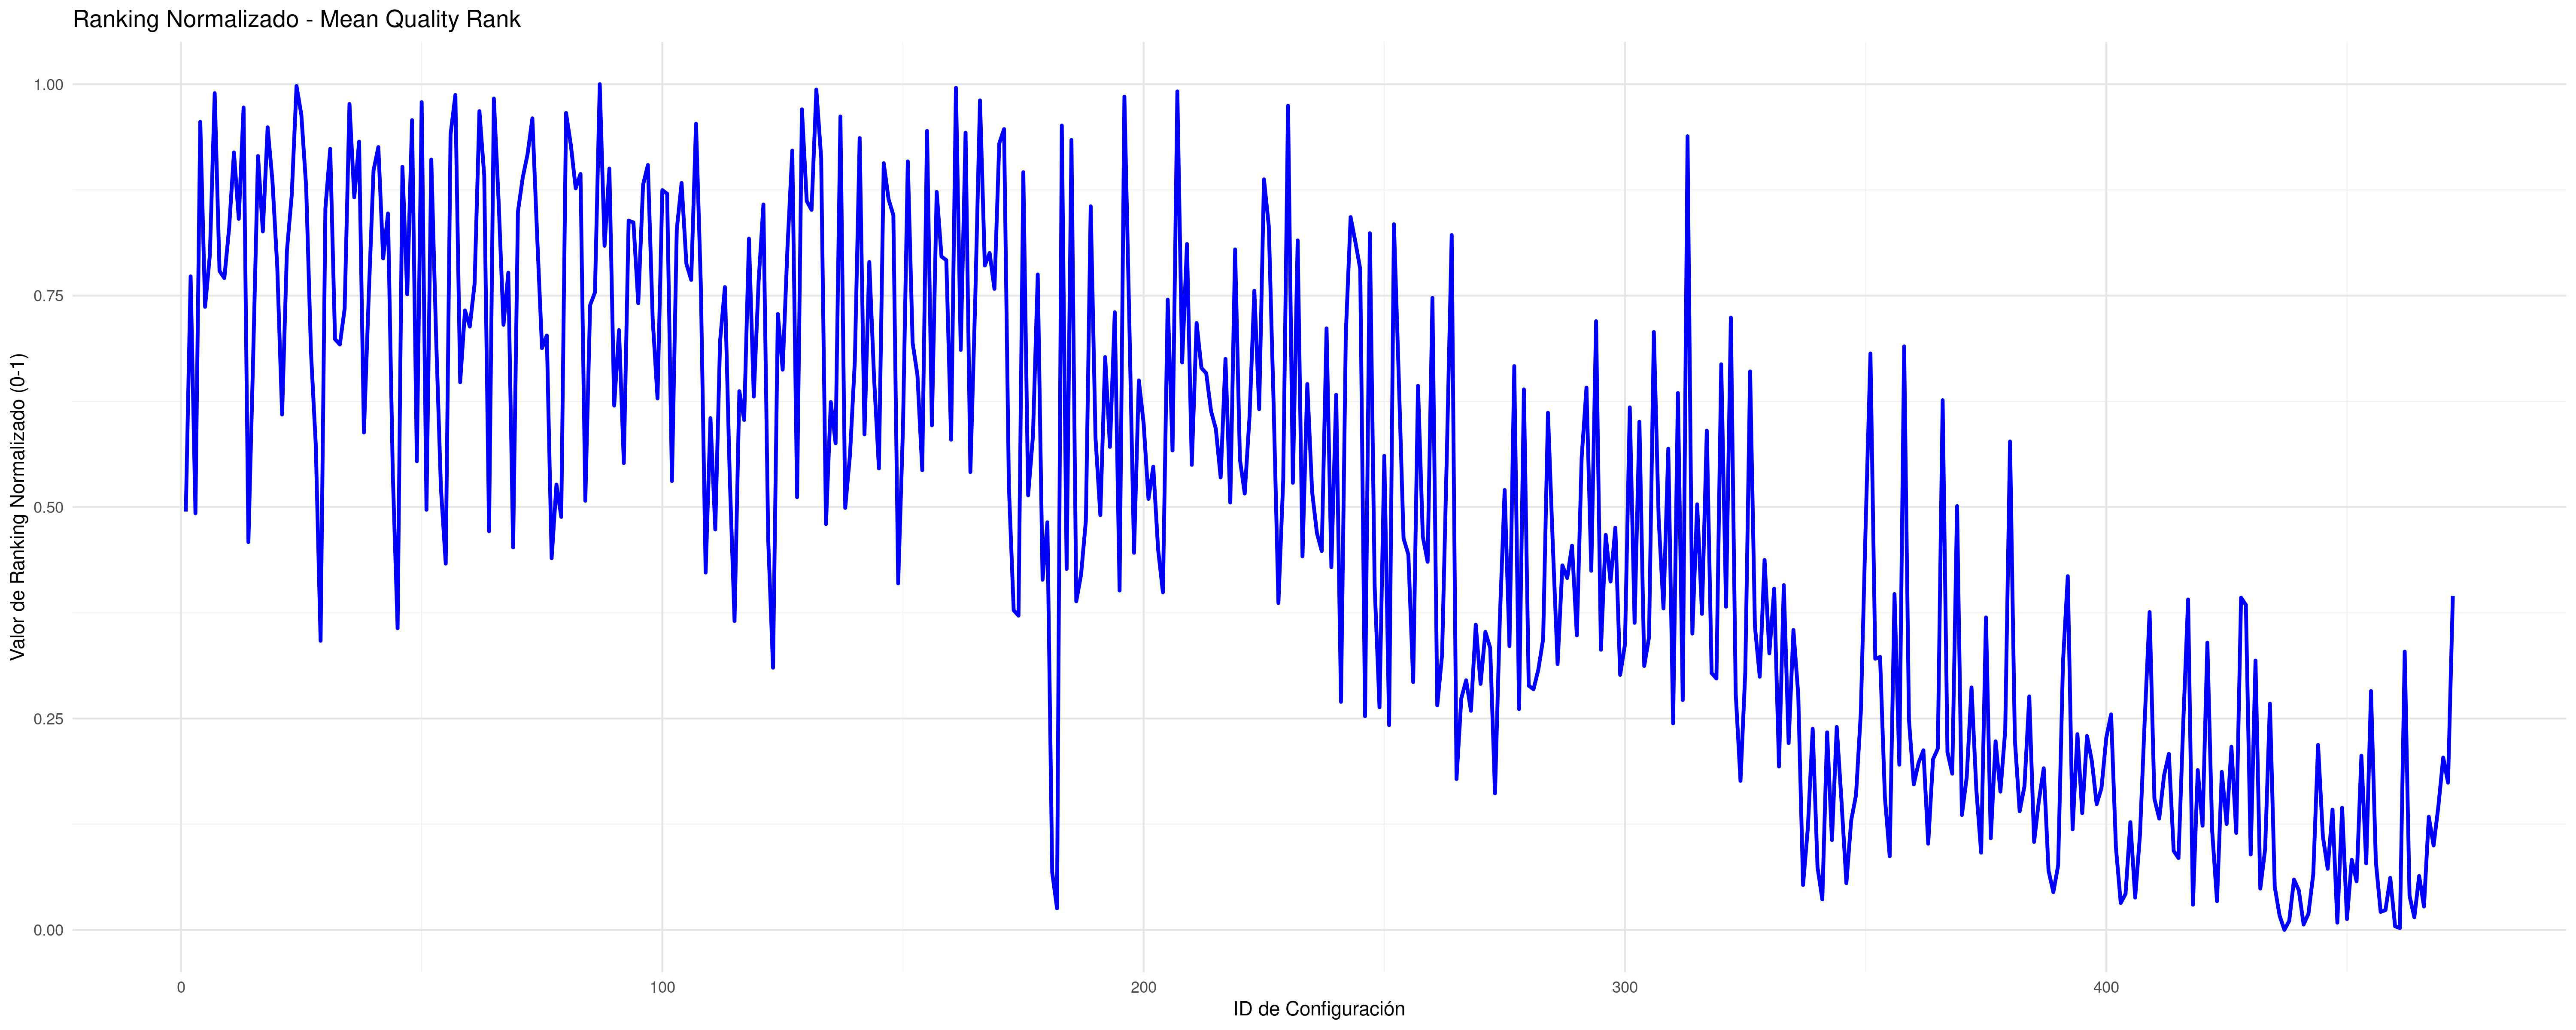 Ranking Normalizado - Mean Quality Rank
Valor de Ranking Normalizado (0-1)
1.00
0.75
0.50
0.25
0.00
0 100 200 300 400
ID de Configuración